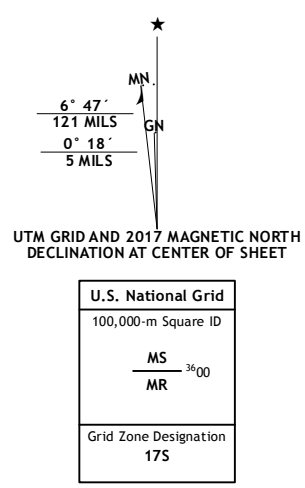 ★
MN
6° 47´
121 MILS
GN
0° 18´
5 MILS
UTM GRID AND 2017 MAGNETIC NORTH
DECLINATION AT CENTER OF SHEET
U.S. National Grid
100,000-m Square ID
MS
3600
MR
Grid Zone Designation
17S